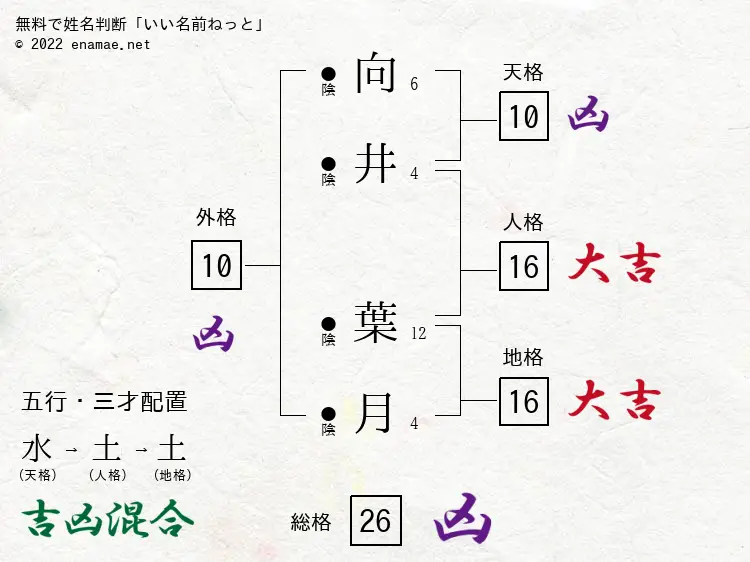 無料で姓名判断「いい名前ねっと」
© 2022 enamae.net
●陰 向 6
●陰 井 4
●陰 葉 12
●陰 月 4
天格
10 凶
人格
16 大吉
地格
16 大吉
外格
10
凶
五行・三才配置
水→土→土
(天格) (人格) (地格)
吉凶混合
総格 26 凶